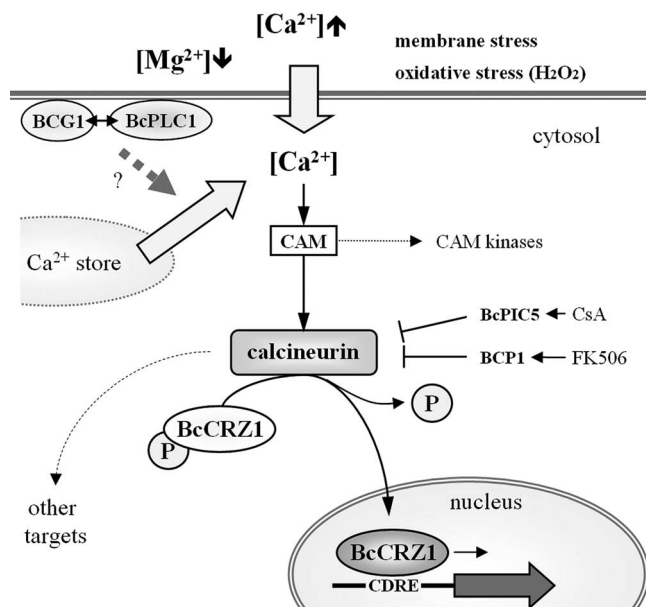 [Ca²⁺]↑
[Mg²⁺]↓
membrane stress
oxidative stress (H₂O₂)
BCG1
BcPLC1
cytosol
?
[Ca²⁺]
Ca²⁺ store
CAM
CAM kinases
BcPIC5
CsA
calcineurin
BCP1
FK506
P
BcCRZ1
P
other
targets
nucleus
BcCRZ1
CDRE